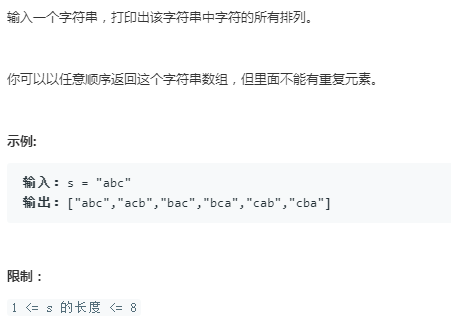 输入一个字符串，打印出该字符串中字符的所有排列。
你可以以任意顺序返回这个字符串数组，但里面不能有重复元素。
示例:
输入：s = "abc"
输出：["abc","acb","bac","bca","cab","cba"]
限制：
1 <= s 的长度 <= 8